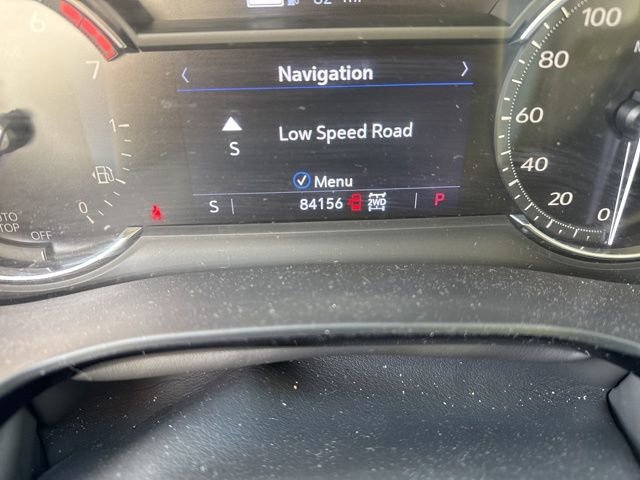 6
7
1
0
AUTO
STOP
OFF
Navigation
S
Low Speed Road
Menu
S
84156
2WD
P
100
80
60
40
20
0